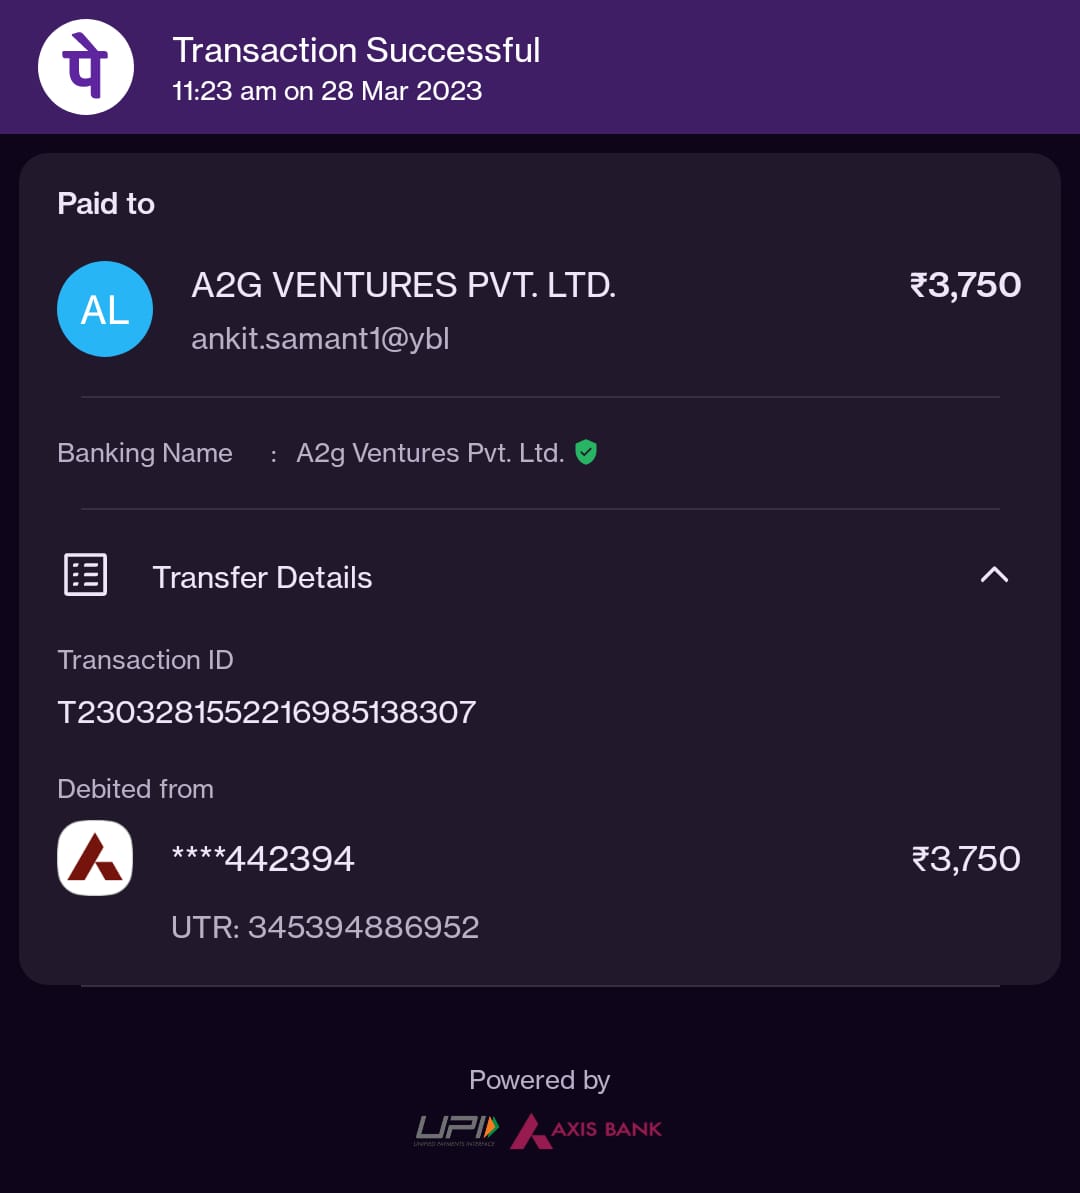 पे
Transaction Successful
11:23 am on 28 Mar 2023
Paid to
AL
A2G VENTURES PVT. LTD.
₹3,750
ankit.samant1@ybl
Banking Name : A2g Ventures Pvt. Ltd.
Transfer Details
Transaction ID
T2303281552216985138307
Debited from
****442394
₹3,750
UTR: 345394886952
Powered by
UPI
UNIFIED PAYMENTS INTERFACE
AXIS BANK